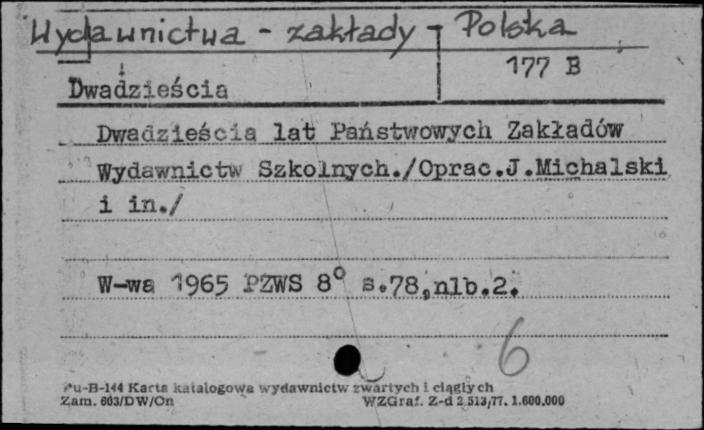 Wydawnictwa - zakłady - Polska
177 B
Dwadzieścia
Dwadzieścia lat Państwowych Zakładów
Wydawnictw Szkolnych./Oprac.J.Michalski
i in./
W-wa 1965 PZWS 8° s.78,nlb.2.
6
Pu-B-144 Karta katalogowa wydawnictw zwartych i ciągłych
Zam. 603/DW/On WZGraf. Z-d 2 513/77. 1.600.000